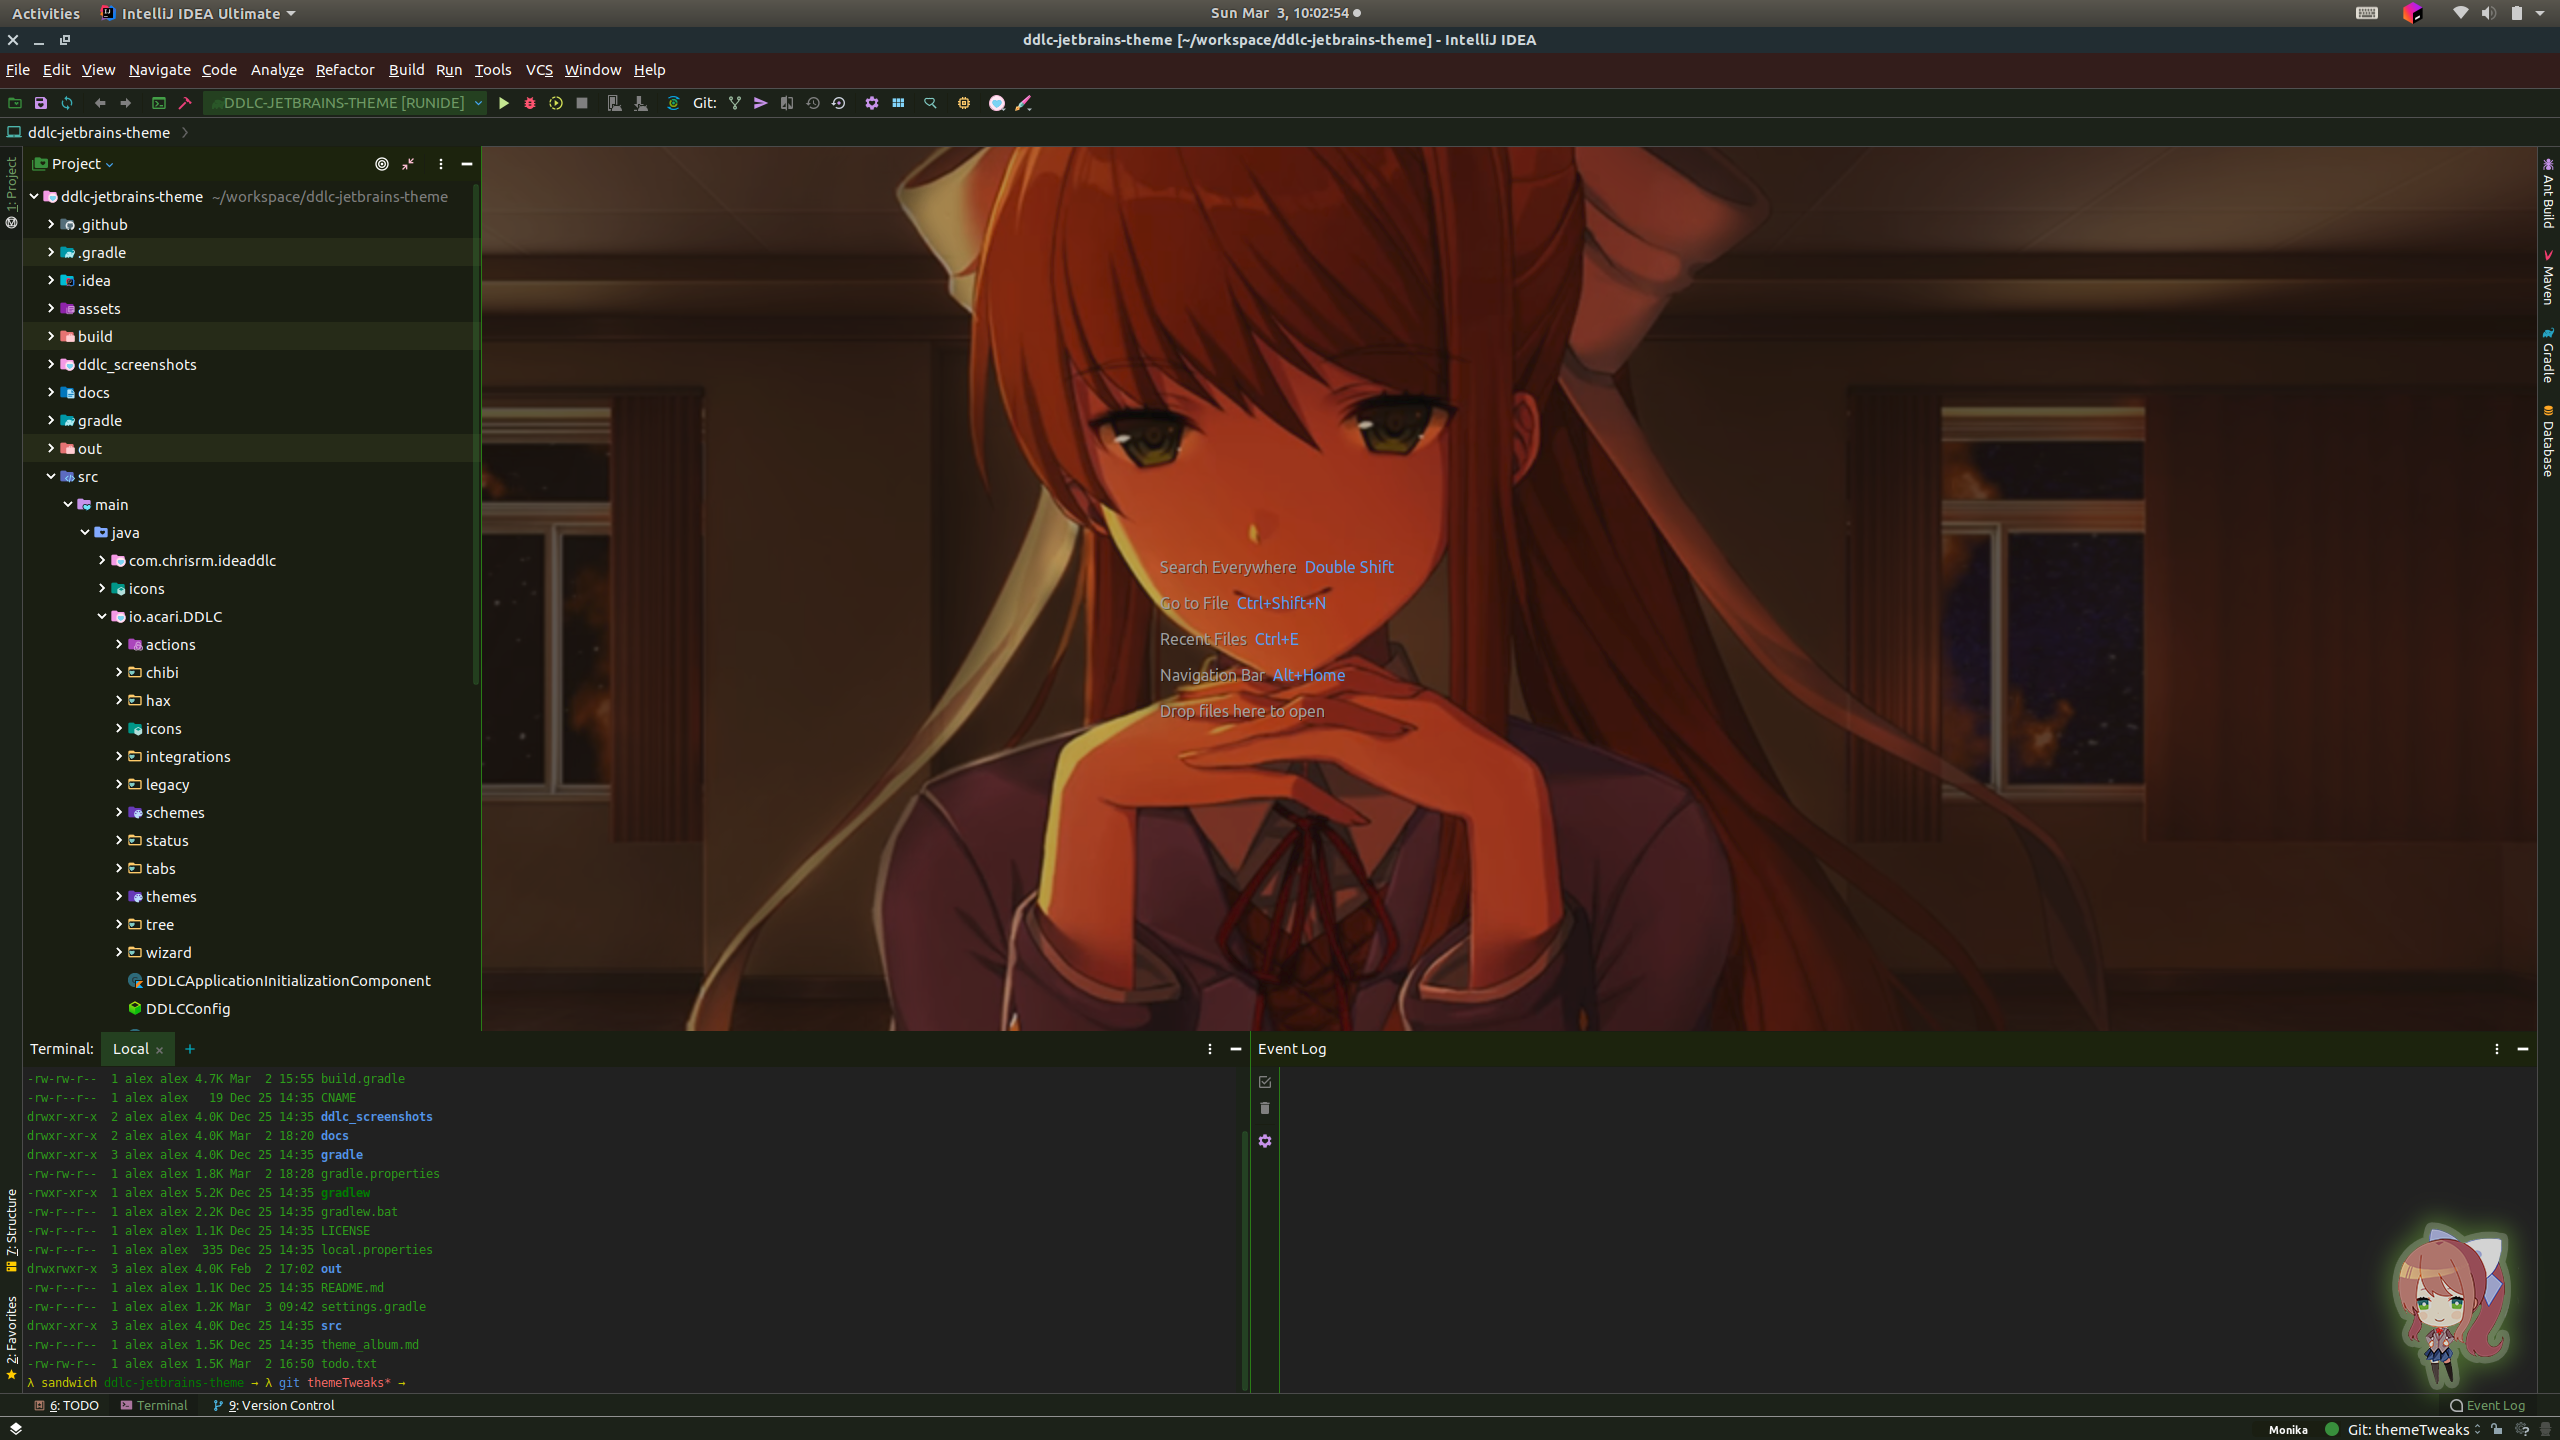 Activities IntelliJ IDEA Ultimate Sun Mar  3, 10:02:54
ddlc-jetbrains-theme [~/workspace/ddlc-jetbrains-theme] - IntelliJ IDEA
File Edit View Navigate Code Analyze Refactor Build Run Tools VCS Window Help
DDLC-JETBRAINS-THEME [RUNIDE] Git:
ddlc-jetbrains-theme
1: Project
7: Structure
2: Favorites
Project
ddlc-jetbrains-theme ~/workspace/ddlc-jetbrains-theme
.github
.gradle
.idea
assets
build
ddlc_screenshots
docs
gradle
out
src
main
java
com.chrisrm.ideaddlc
icons
io.acari.DDLC
actions
chibi
hax
icons
integrations
legacy
schemes
status
tabs
themes
tree
wizard
DDLCApplicationInitializationComponent
DDLCConfig
Search Everywhere Double Shift
Go to File Ctrl+Shift+N
Recent Files Ctrl+E
Navigation Bar Alt+Home
Drop files here to open
Ant Build
Maven
Gradle
Database
Terminal: Local × +
-rw-rw-r--  1 alex alex 4.7K Mar  2 15:55 build.gradle
-rw-r--r--  1 alex alex   19 Dec 25 14:35 CNAME
drwxr-xr-x  2 alex alex 4.0K Dec 25 14:35 ddlc_screenshots
drwxr-xr-x  2 alex alex 4.0K Mar  2 18:20 docs
drwxr-xr-x  3 alex alex 4.0K Dec 25 14:35 gradle
-rw-rw-r--  1 alex alex 1.8K Mar  2 18:28 gradle.properties
-rwxr-xr-x  1 alex alex 5.2K Dec 25 14:35 gradlew
-rw-r--r--  1 alex alex 2.2K Dec 25 14:35 gradlew.bat
-rw-r--r--  1 alex alex 1.1K Dec 25 14:35 LICENSE
-rw-r--r--  1 alex alex  335 Dec 25 14:35 local.properties
drwxrwxr-x  3 alex alex 4.0K Feb  2 17:02 out
-rw-r--r--  1 alex alex 1.1K Dec 25 14:35 README.md
-rw-rw-r--  1 alex alex 1.2K Mar  3 09:42 settings.gradle
drwxr-xr-x  3 alex alex 4.0K Dec 25 14:35 src
-rw-r--r--  1 alex alex 1.5K Dec 25 14:35 theme_album.md
-rw-rw-r--  1 alex alex 1.5K Mar  2 16:50 todo.txt
λ sandwich ddlc-jetbrains-theme → λ git themeTweaks* →
Event Log
6: TODO Terminal 9: Version Control Event Log
Monika Git: themeTweaks